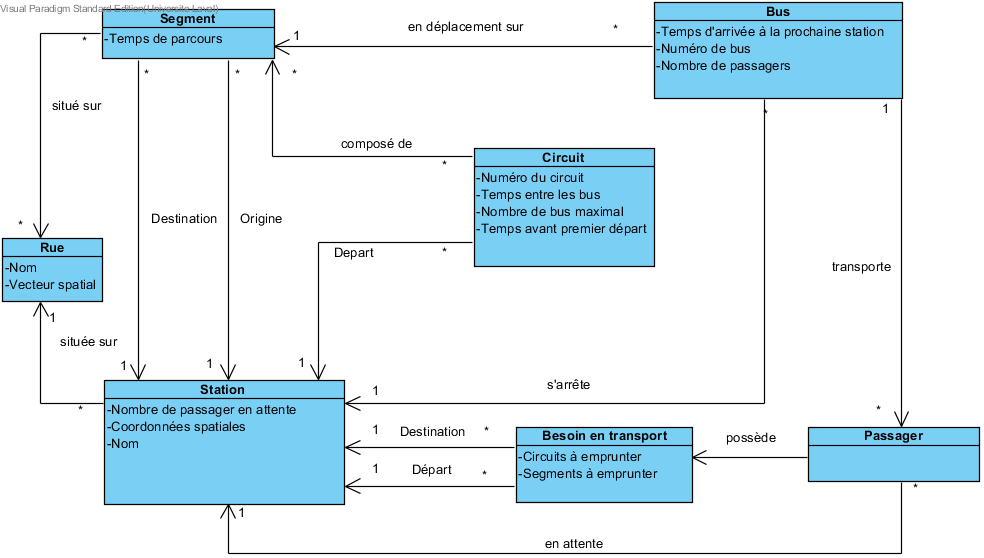 Visual Paradigm Standard Edition(Universite Laval)
Segment
-Temps de parcours
Bus
-Temps d'arrivée à la prochaine station
-Numéro de bus
-Nombre de passagers
en déplacement sur
1
*
*
*
*
*
situé sur
composé de
*
*
1
Circuit
-Numéro du circuit
-Temps entre les bus
-Nombre de bus maximal
-Temps avant premier départ
Destination
Origine
*
Rue
-Nom
-Vecteur spatial
Depart
*
transporte
1
située sur
1
1
1
*
Station
-Nombre de passager en attente
-Coordonnées spatiales
-Nom
s'arrête
1
*
1
Destination
*
1
Départ
*
Besoin en transport
-Circuits à emprunter
-Segments à emprunter
possède
Passager
*
1
en attente